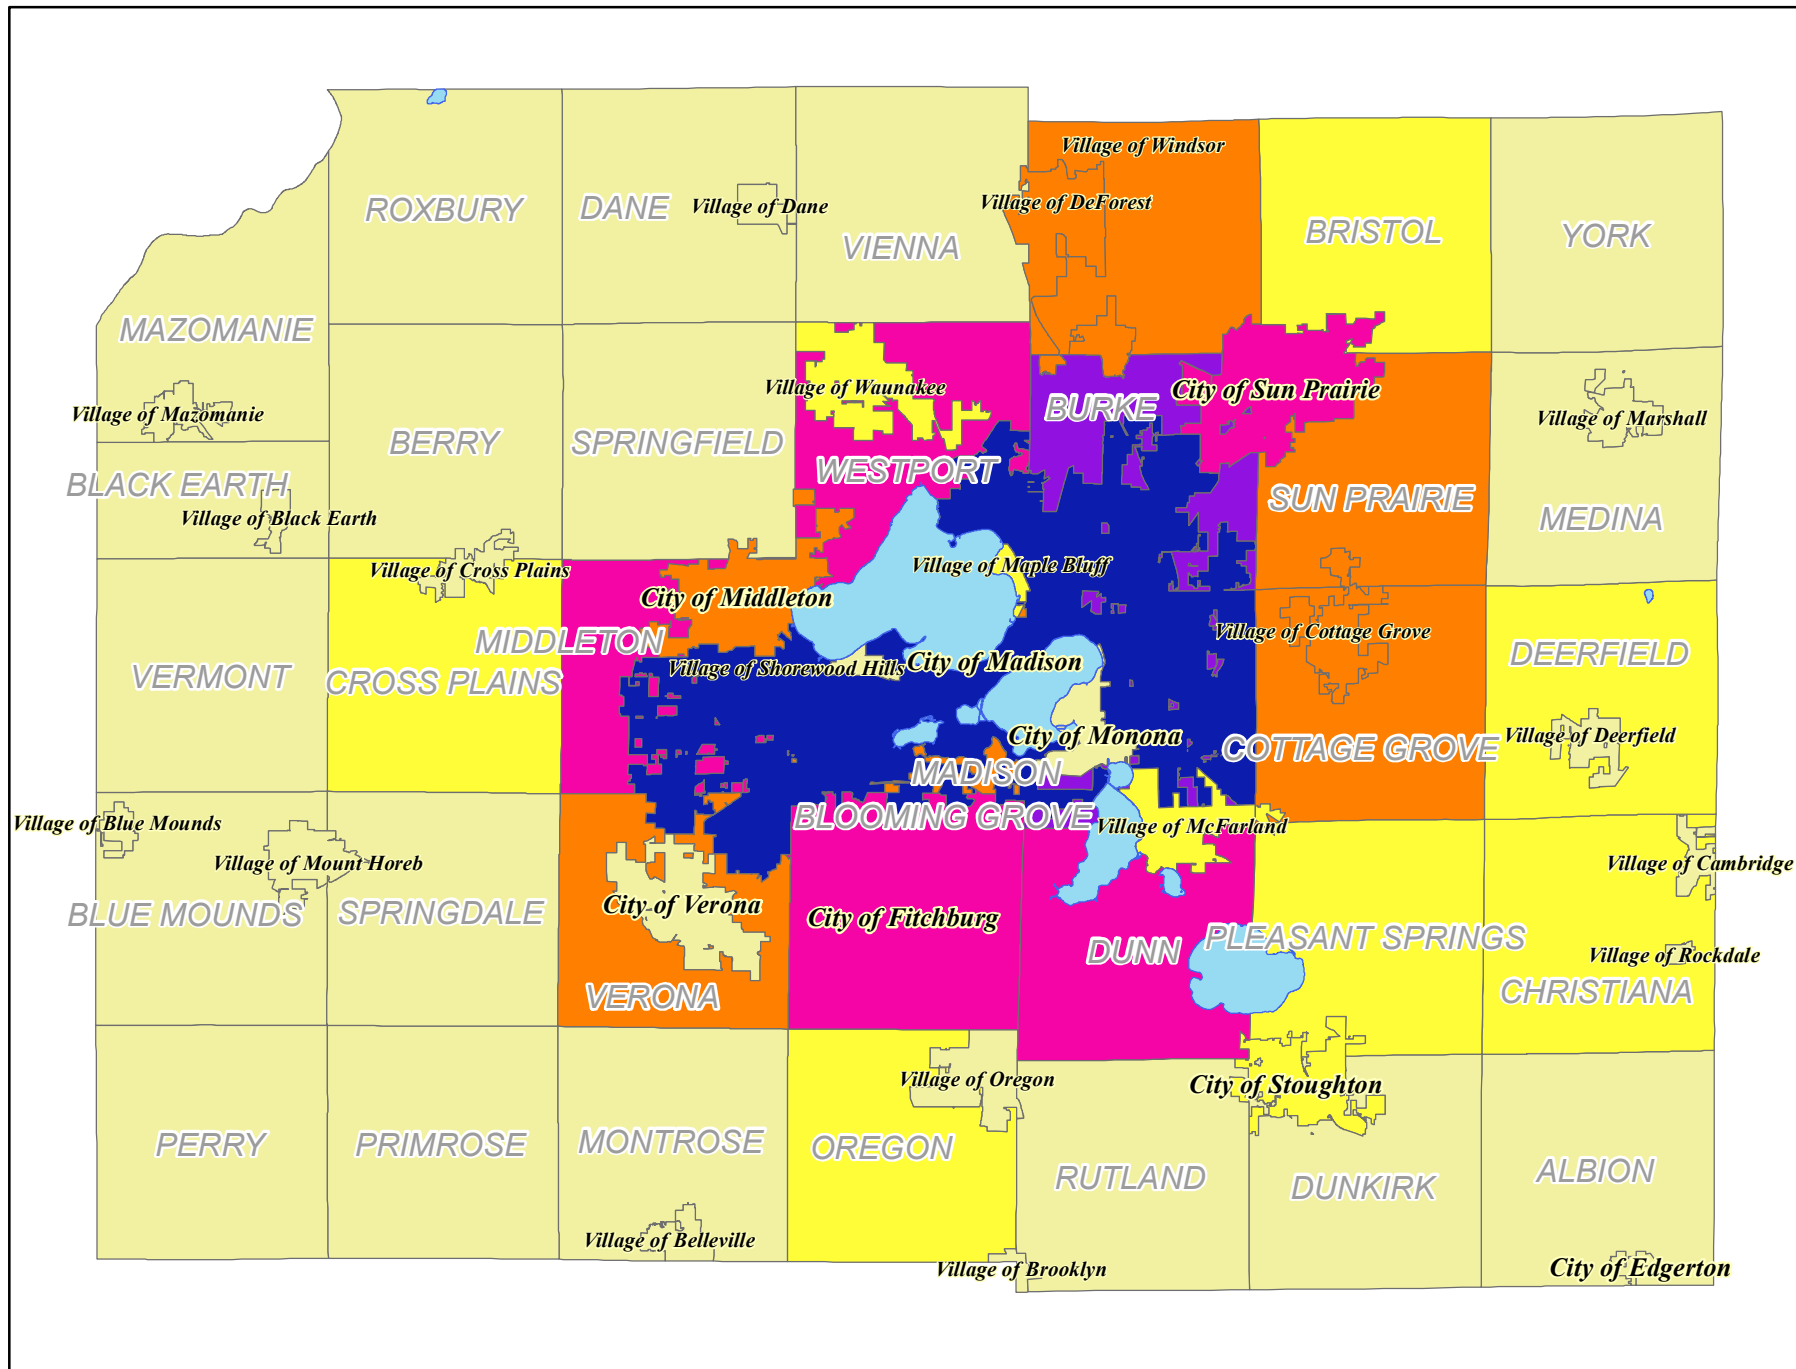 Village of Windsor
ROXBURY
DANE
Village of Dane
Village of DeForest
VIENNA
BRISTOL
YORK
MAZOMANIE
Village of Mazomanie
Village of Waunakee
BURKE
City of Sun Prairie
Village of Marshall
BERRY
SPRINGFIELD
WESTPORT
BLACK EARTH
Village of Black Earth
SUN PRAIRIE
MEDINA
Village of Cross Plains
Village of Maple Bluff
City of Middleton
MIDDLETON
Village of Cottage Grove
DEERFIELD
VERMONT
CROSS PLAINS
Village of Shorewood Hills
City of Madison
City of Monona
COTTAGE GROVE
Village of Deerfield
MADISON
BLOOMING GROVE
Village of Blue Mounds
Village of McFarland
Village of Mount Horeb
Village of Cambridge
BLUE MOUNDS
SPRINGDALE
City of Verona
City of Fitchburg
DUNN
PLEASANT SPRINGS
Village of Rockdale
VERONA
CHRISTIANA
Village of Oregon
City of Stoughton
PERRY
PRIMROSE
MONTROSE
OREGON
RUTLAND
DUNKIRK
ALBION
Village of Belleville
Village of Brooklyn
City of Edgerton